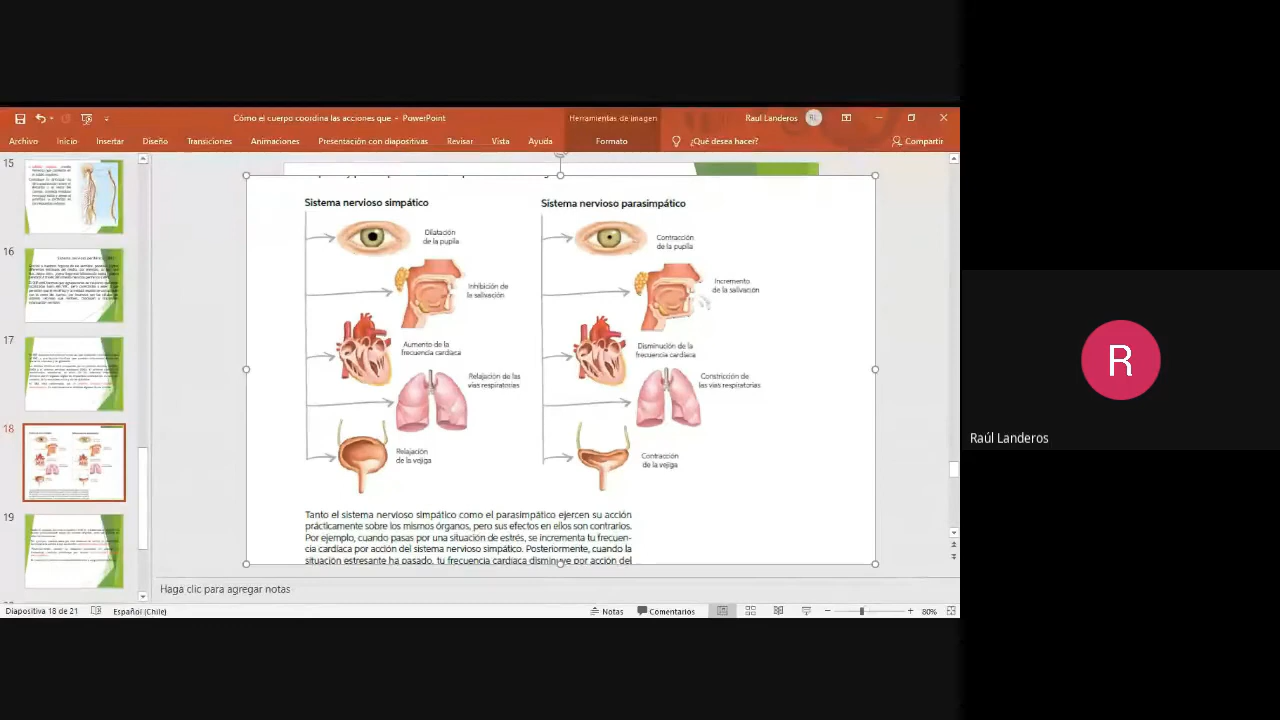 Cómo el cuerpo coordina las acciones que - PowerPoint
Herramientas de imagen
Raul Landeros
RL
Archivo
Inicio
Insertar
Diseño
Transiciones
Animaciones
Presentación con diapositivas
Revisar
Vista
Ayuda
Formato
¿Qué desea hacer?
Compartir
15
16
17
18
19
Sistema nervioso simpático
Dilatación
de la pupila
Inhibición de
la salivación
Aumento de la
frecuencia cardiaca
Relajación de las
vías respiratorias
Relajación
de la vejiga
Sistema nervioso parasimpático
Contracción
de la pupila
Incremento
de la salivación
Disminución de la
frecuencia cardiaca
Constricción de
las vías respiratorias
Contracción
de la vejiga
Tanto el sistema nervioso simpático como el parasimpático ejercen su acción
prácticamente sobre los mismos órganos, pero sus efectos en ellos son contrarios.
Por ejemplo, cuando pasas por una situación de estrés, se incrementa tu frecuen-
cia cardiaca por acción del sistema nervioso simpático. Posteriormente, cuando la
situación estresante ha pasado, tu frecuencia cardiaca disminuye por acción del
Haga clic para agregar notas
Diapositiva 18 de 21
Español (Chile)
Notas
Comentarios
80%
R
Raúl Landeros